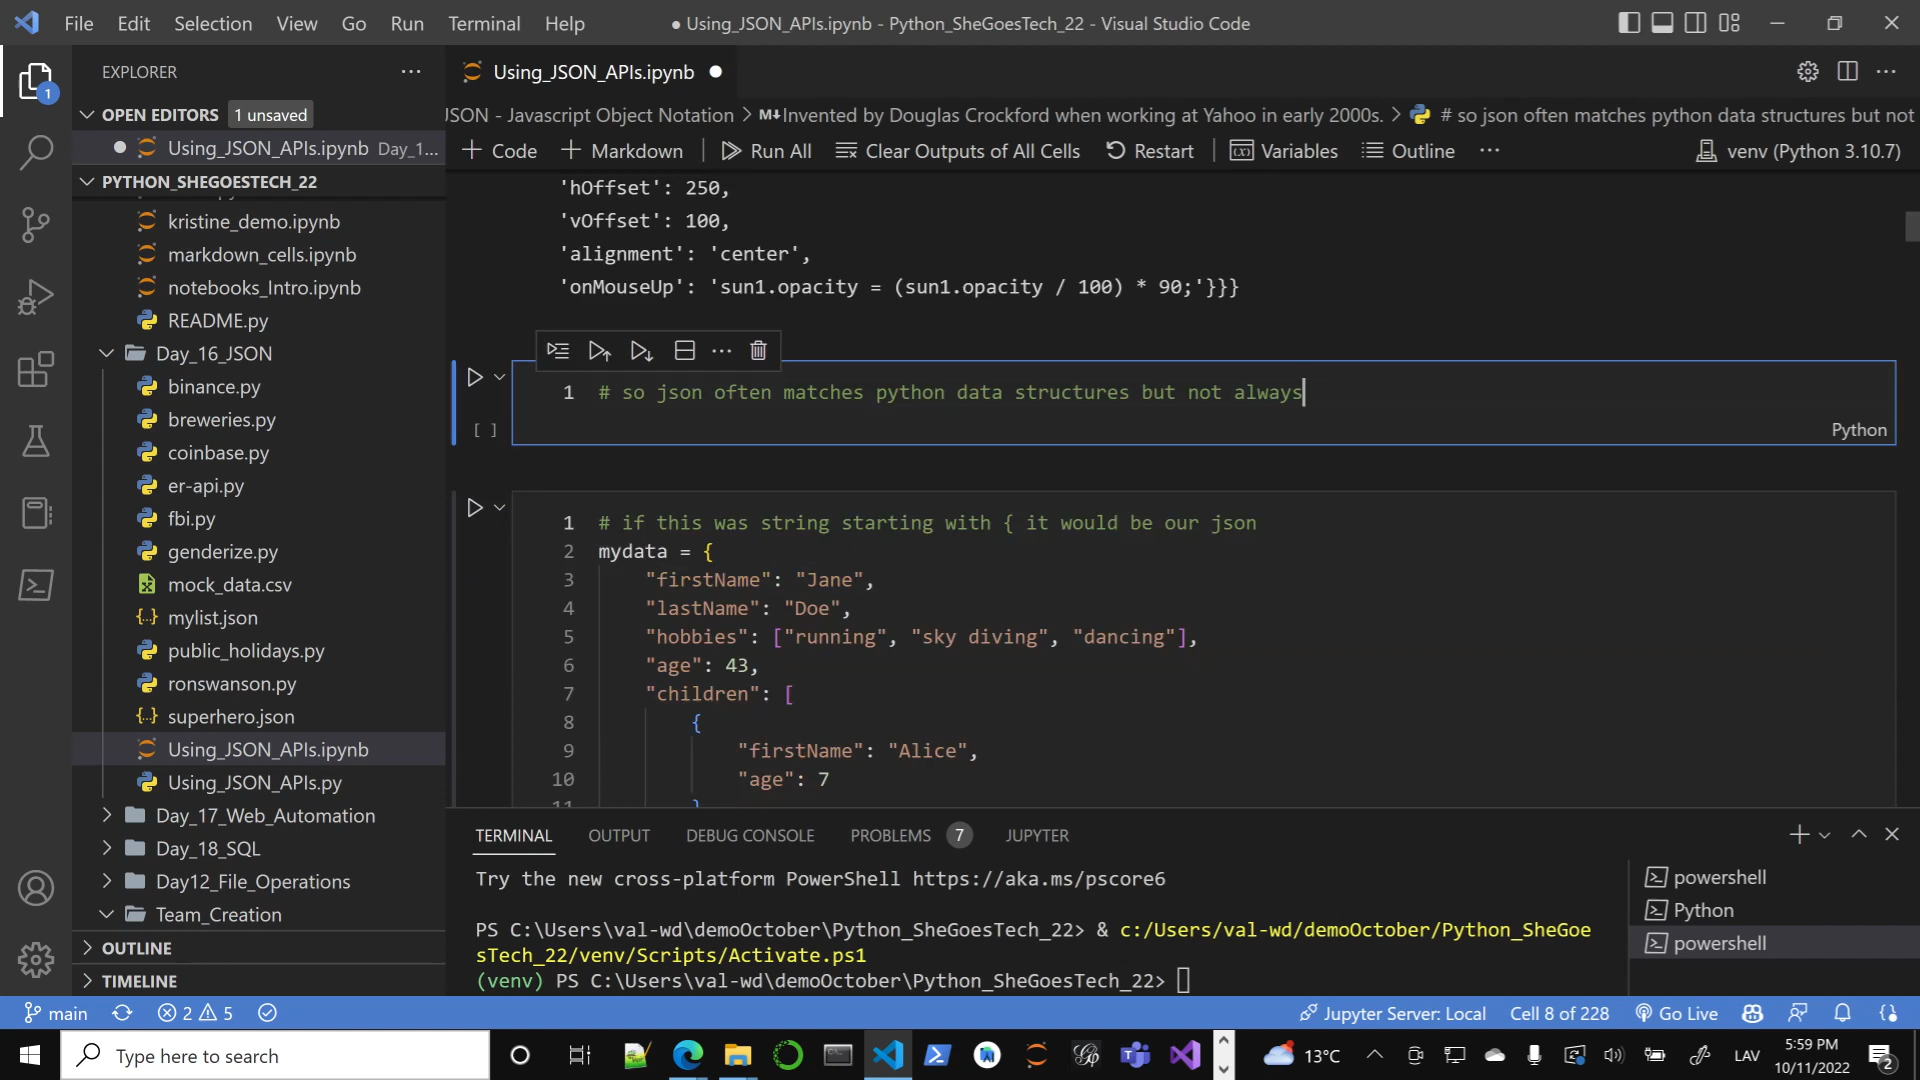 File Edit Selection View Go Run Terminal Help
● Using_JSON_APIs.ipynb - Python_SheGoesTech_22 - Visual Studio Code
EXPLORER
1
OPEN EDITORS 1 unsaved
Using_JSON_APIs.ipynb Day_1...
PYTHON_SHEGOESTECH_22
kristine_demo.ipynb
markdown_cells.ipynb
notebooks_Intro.ipynb
README.py
Day_16_JSON
binance.py
breweries.py
coinbase.py
er-api.py
fbi.py
genderize.py
mock_data.csv
mylist.json
public_holidays.py
ronswanson.py
superhero.json
Using_JSON_APIs.ipynb
Using_JSON_APIs.py
Day_17_Web_Automation
Day_18_SQL
Day12_File_Operations
Team_Creation
OUTLINE
TIMELINE
Using_JSON_APIs.ipynb
JSON - Javascript Object Notation > M↓Invented by Douglas Crockford when working at Yahoo in early 2000s. > # so json often matches python data structures but not
+ Code + Markdown Run All Clear Outputs of All Cells Restart Variables Outline ... venv (Python 3.10.7)
'hOffset': 250,
'vOffset': 100,
'alignment': 'center',
'onMouseUp': 'sun1.opacity = (sun1.opacity / 100) * 90;'}}}
1 # so json often matches python data structures but not always
[ ]
Python
1 # if this was string starting with { it would be our json
2 mydata = {
3 "firstName": "Jane",
4 "lastName": "Doe",
5 "hobbies": ["running", "sky diving", "dancing"],
6 "age": 43,
7 "children": [
8 {
9 "firstName": "Alice",
10 "age": 7
11 }
TERMINAL OUTPUT DEBUG CONSOLE PROBLEMS 7 JUPYTER
Try the new cross-platform PowerShell https://aka.ms/pscore6
PS C:\Users\val-wd\demoOctober\Python_SheGoesTech_22> & c:/Users/val-wd/demoOctober/Python_SheGoe
sTech_22/venv/Scripts/Activate.ps1
(venv) PS C:\Users\val-wd\demoOctober\Python_SheGoesTech_22>
powershell
Python
powershell
main 2 5 Jupyter Server: Local Cell 8 of 228 Go Live
Type here to search
13°C
LAV
5:59 PM
10/11/2022
2